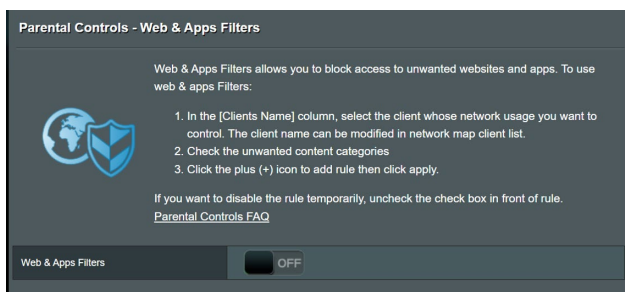 Parental Controls - Web & Apps Filters
Web & Apps Filters allows you to block access to unwanted websites and apps. To use
web & apps Filters:
1. In the [Clients Name] column, select the client whose network usage you want to
control. The client name can be modified in network map client list.
2. Check the unwanted content categories
3. Click the plus (+) icon to add rule then click apply.
If you want to disable the rule temporarily, uncheck the check box in front of rule.
Parental Controls FAQ
Web & Apps Filters
OFF